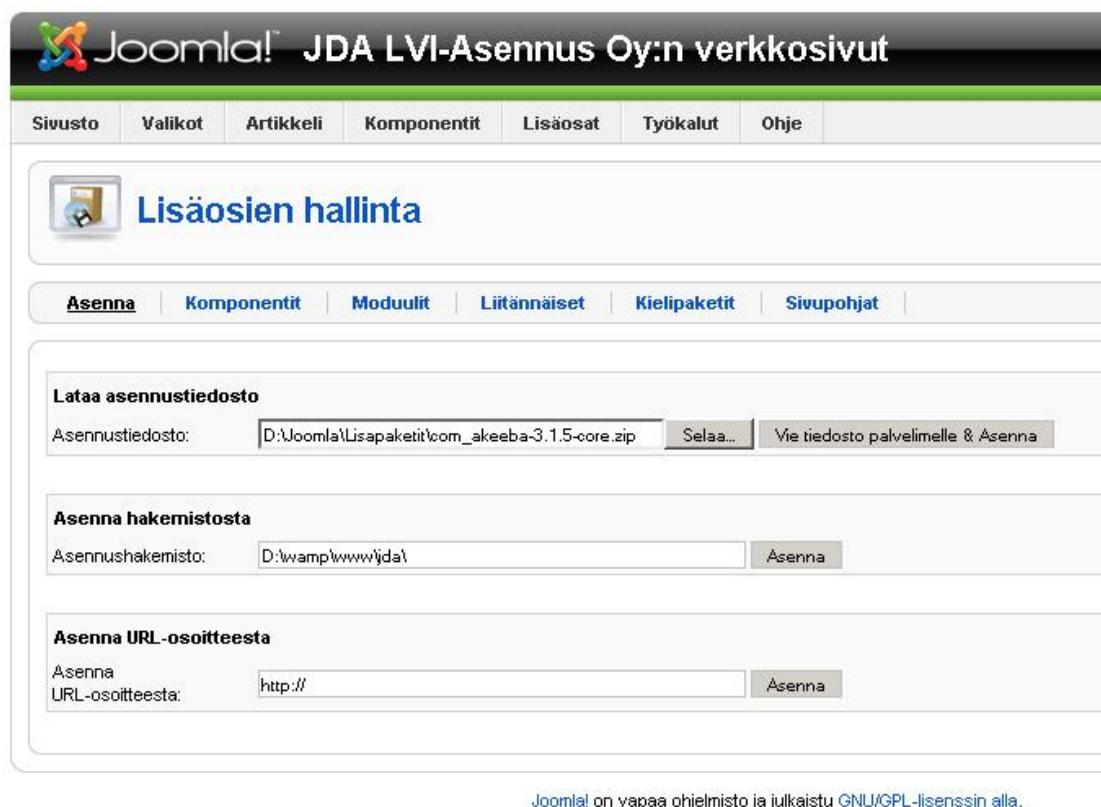 Joomla!™ JDA LVI-Asennus Oy:n verkkosivut
Sivusto Valikot Artikkeli Komponentit Lisäosat Työkalut Ohje
Lisäosien hallinta
Asenna Komponentit Moduulit Liitännäiset Kielipaketit Sivupohjat
Lataa asennustiedosto
Asennustiedosto: D:\Joomla\Lisapaketit\com_akeeba-3.1.5-core.zip Selaa... Vie tiedosto palvelimelle & Asenna
Asenna hakemistosta
Asennushakemisto: D:\wamp\www\jda\ Asenna
Asenna URL-osoitteesta
Asenna
URL-osoitteesta: http:// Asenna
Joomla! on vapaa ohjelmisto ja julkaistu GNU/GPL-lisenssin alla.